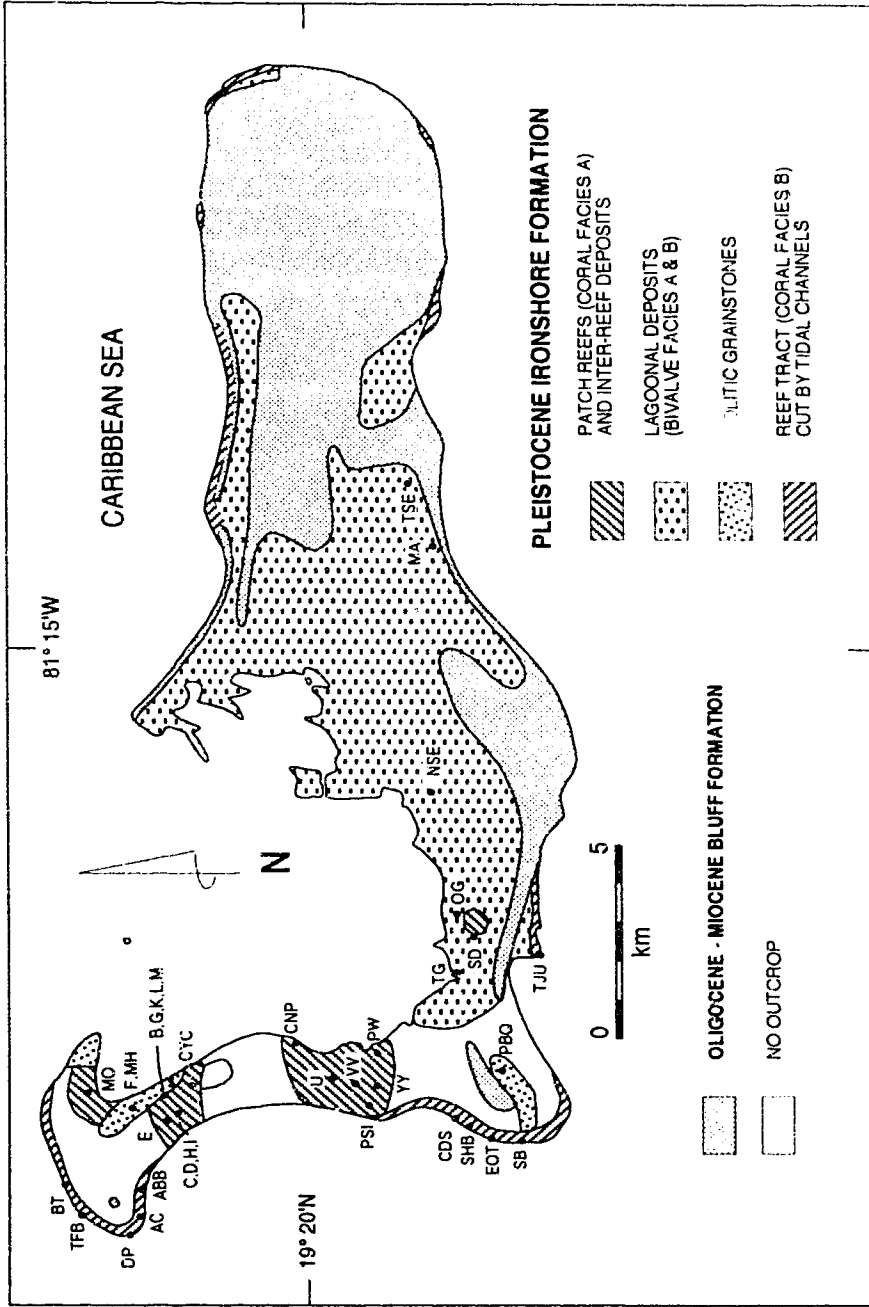 81° 15'W
CARIBBEAN SEA
19° 20'N
N
BT
TFB
DP
AC
ABB
E
C,D,H,I
MO
F.MH
B.G.K.L.M
CYC
CNP
U
VV
PW
YY
PSI
CDS
SHB
EOT
SB
PBQ
TG
OG
SD
TJU
NSE
MA
TSE
0
5
km
PLEISTOCENE IRONSHORE FORMATION
PATCH REEFS (CORAL FACIES A)
AND INTER-REEF DEPOSITS
LAGOONAL DEPOSITS
(BIVALVE FACIES A & B)
LITIC GRAINSTONES
REEF TRACT (CORAL FACIES B)
CUT BY TIDAL CHANNELS
OLIGOCENE - MIOCENE BLUFF FORMATION
NO OUTCROP